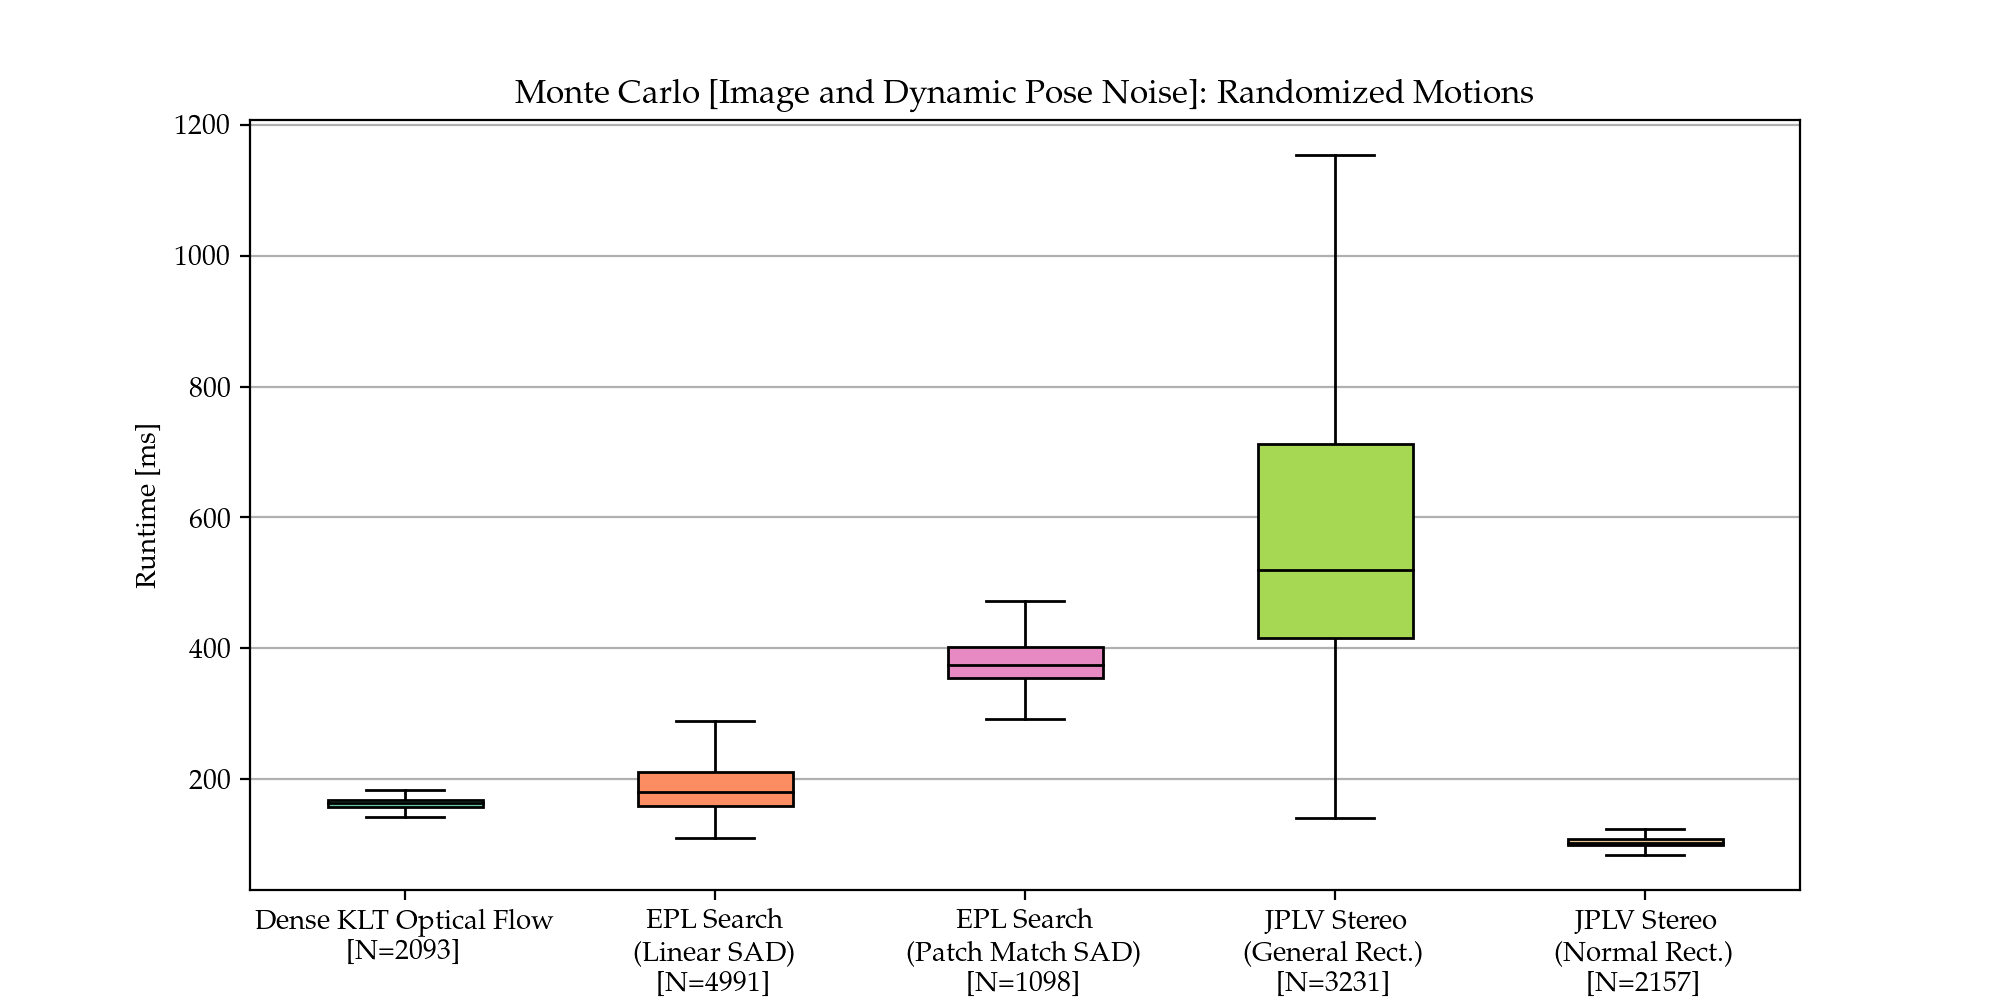 Monte Carlo [Image and Dynamic Pose Noise]: Randomized Motions
Runtime [ms]
1200
1000
800
600
400
200
Dense KLT Optical Flow
[N=2093]
EPL Search
(Linear SAD)
[N=4991]
EPL Search
(Patch Match SAD)
[N=1098]
JPLV Stereo
(General Rect.)
[N=3231]
JPLV Stereo
(Normal Rect.)
[N=2157]